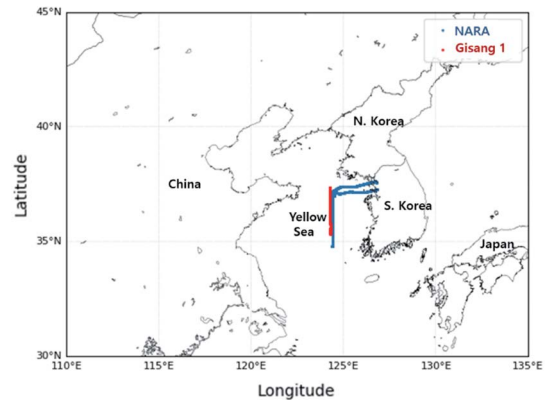 45°N
NARA
Gisang 1
40°N
N. Korea
China
S. Korea
Yellow
Sea
35°N
Japan
30°N
110°E 115°E 120°E 125°E 130°E 135°E
Latitude
Longitude